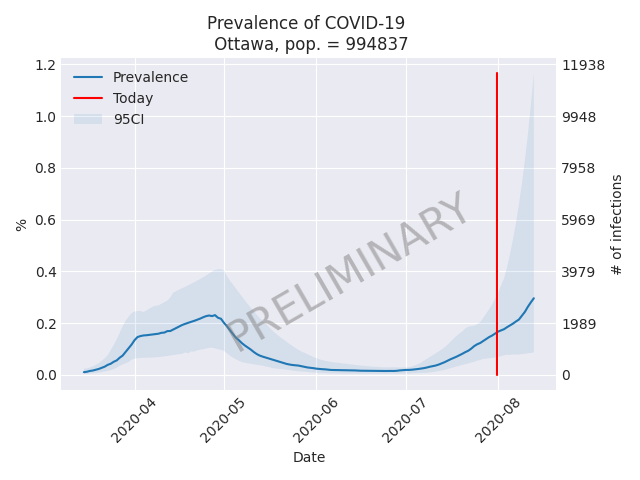 Prevalence of COVID-19
Ottawa, pop. = 994837
1.2
1.0
0.8
0.6
0.4
0.2
0.0
%
Prevalence
Today
95CI
PRELIMINARY
11938
9948
7958
5969
3979
1989
0
# of infections
2020-04
2020-05
2020-06
2020-07
2020-08
Date